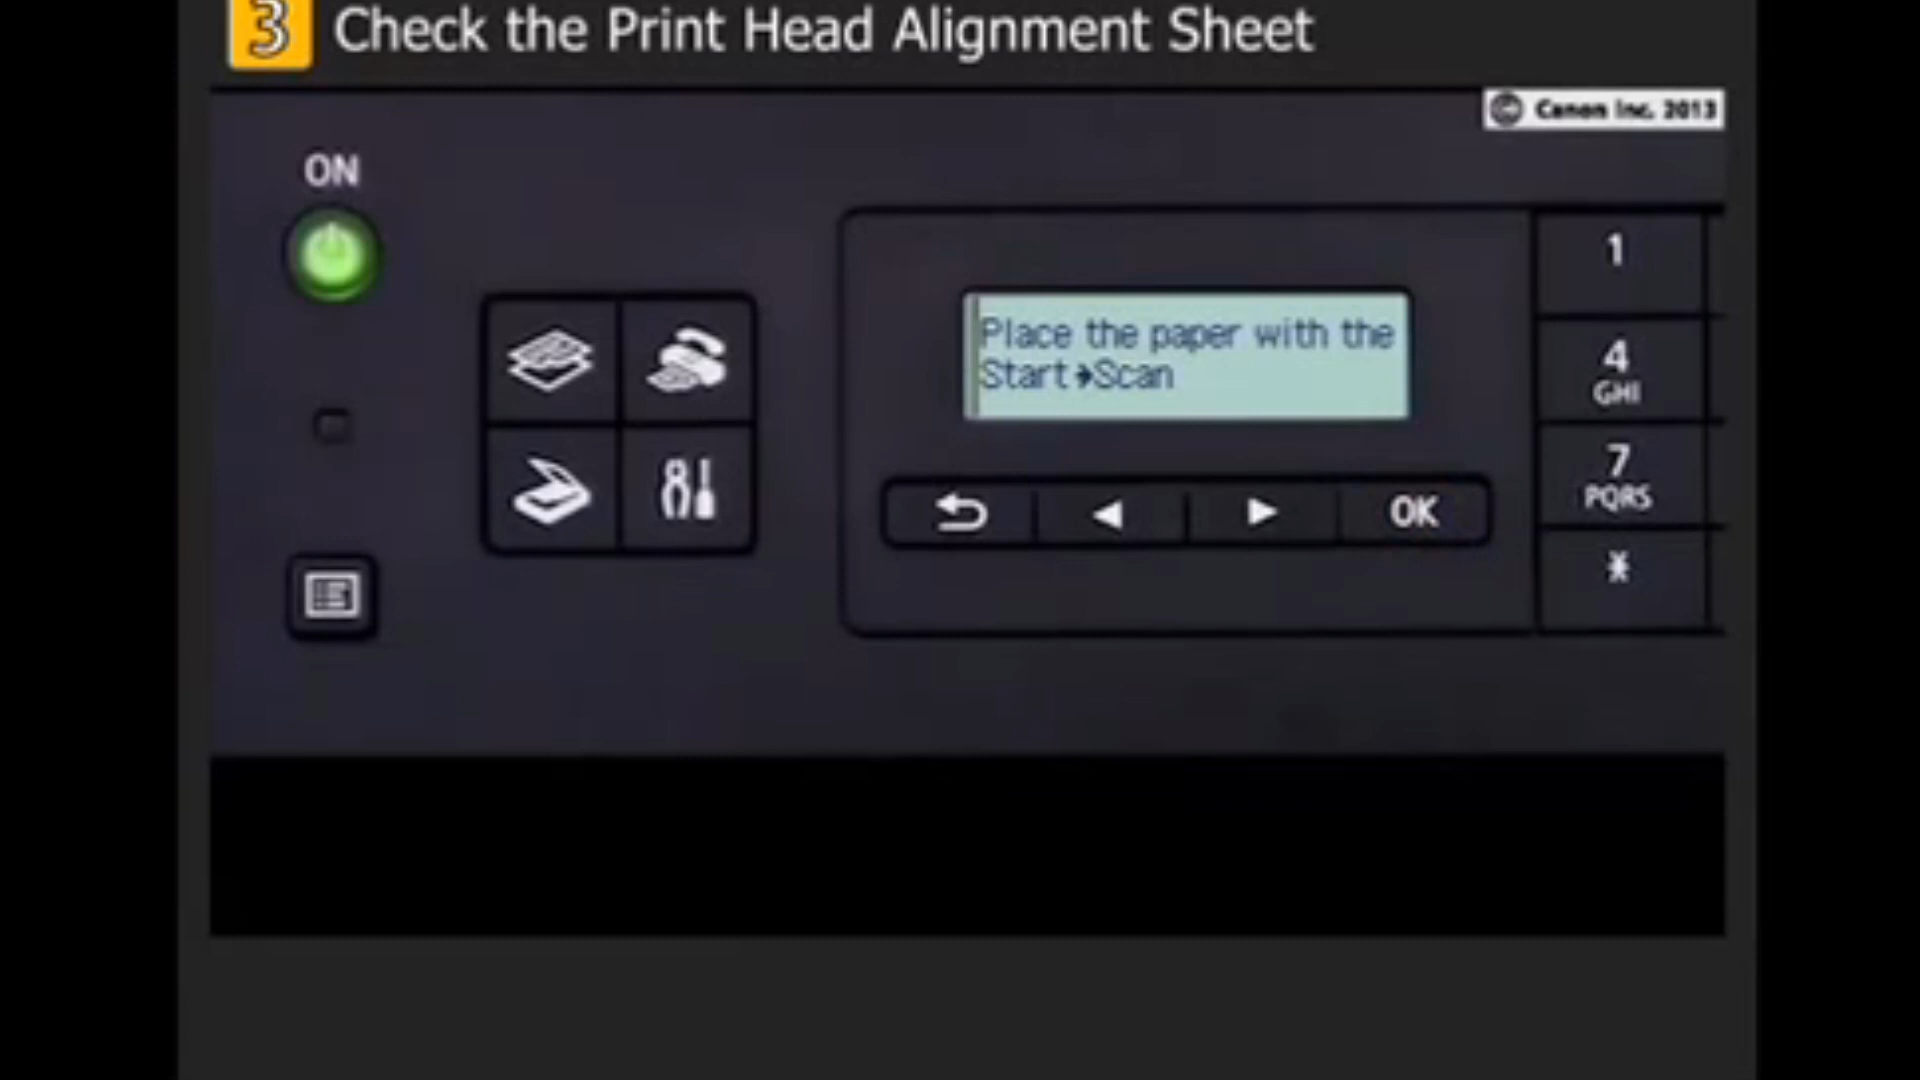 3 Check the Print Head Alignment Sheet
© Canon Inc. 2013
ON
Place the paper with the
Start➔Scan
OK
1
4
GHI
7
PQRS
*